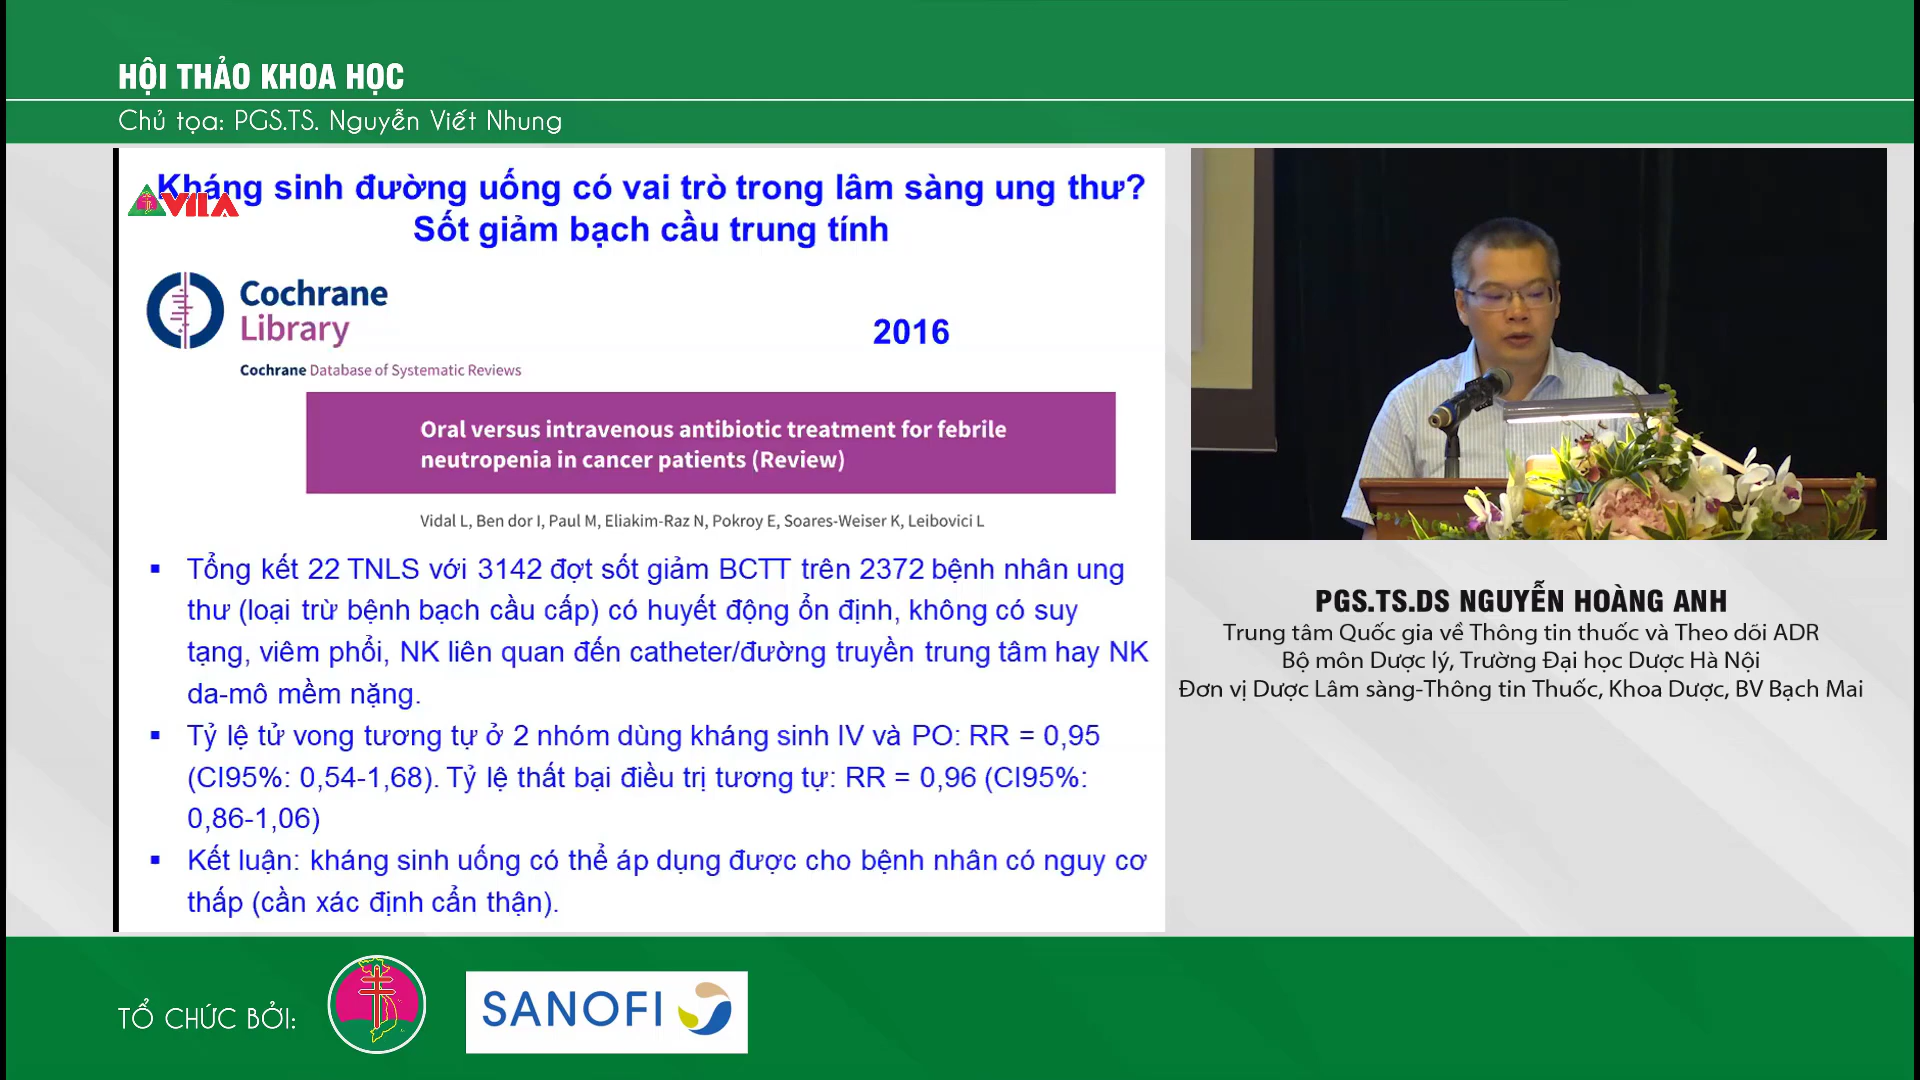 HỘI THẢO KHOA HỌC
Chủ tọa: PGS.TS. Nguyễn Viết Nhung
Kháng sinh đường uống có vai trò trong lâm sàng ung thư?
VILA
Sốt giảm bạch cầu trung tính
Cochrane
Library
2016
Cochrane Database of Systematic Reviews
Oral versus intravenous antibiotic treatment for febrile
neutropenia in cancer patients (Review)
Vidal L, Ben dor I, Paul M, Eliakim-Raz N, Pokroy E, Soares-Weiser K, Leibovici L
▪ Tổng kết 22 TNLS với 3142 đợt sốt giảm BCTT trên 2372 bệnh nhân ung
thư (loại trừ bệnh bạch cầu cấp) có huyết động ổn định, không có suy
tạng, viêm phổi, NK liên quan đến catheter/đường truyền trung tâm hay NK
da-mô mềm nặng.
▪ Tỷ lệ tử vong tương tự ở 2 nhóm dùng kháng sinh IV và PO: RR = 0,95
(CI95%: 0,54-1,68). Tỷ lệ thất bại điều trị tương tự: RR = 0,96 (CI95%:
0,86-1,06)
▪ Kết luận: kháng sinh uống có thể áp dụng được cho bệnh nhân có nguy cơ
thấp (cần xác định cẩn thận).
PGS.TS.DS NGUYỄN HOÀNG ANH
Trung tâm Quốc gia về Thông tin thuốc và Theo dõi ADR
Bộ môn Dược lý, Trường Đại học Dược Hà Nội
Đơn vị Dược Lâm sàng-Thông tin Thuốc, Khoa Dược, BV Bạch Mai
TỔ CHỨC BỞI:
SANOFI